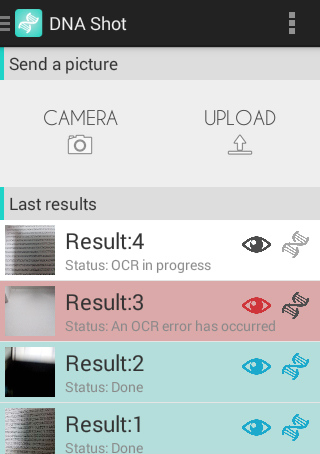 DNA Shot
Send a picture
CAMERA
UPLOAD
Last results
Result:4
Status: OCR in progress
Result:3
Status: An OCR error has occurred
Result:2
Status: Done
Result:1
Status: Done